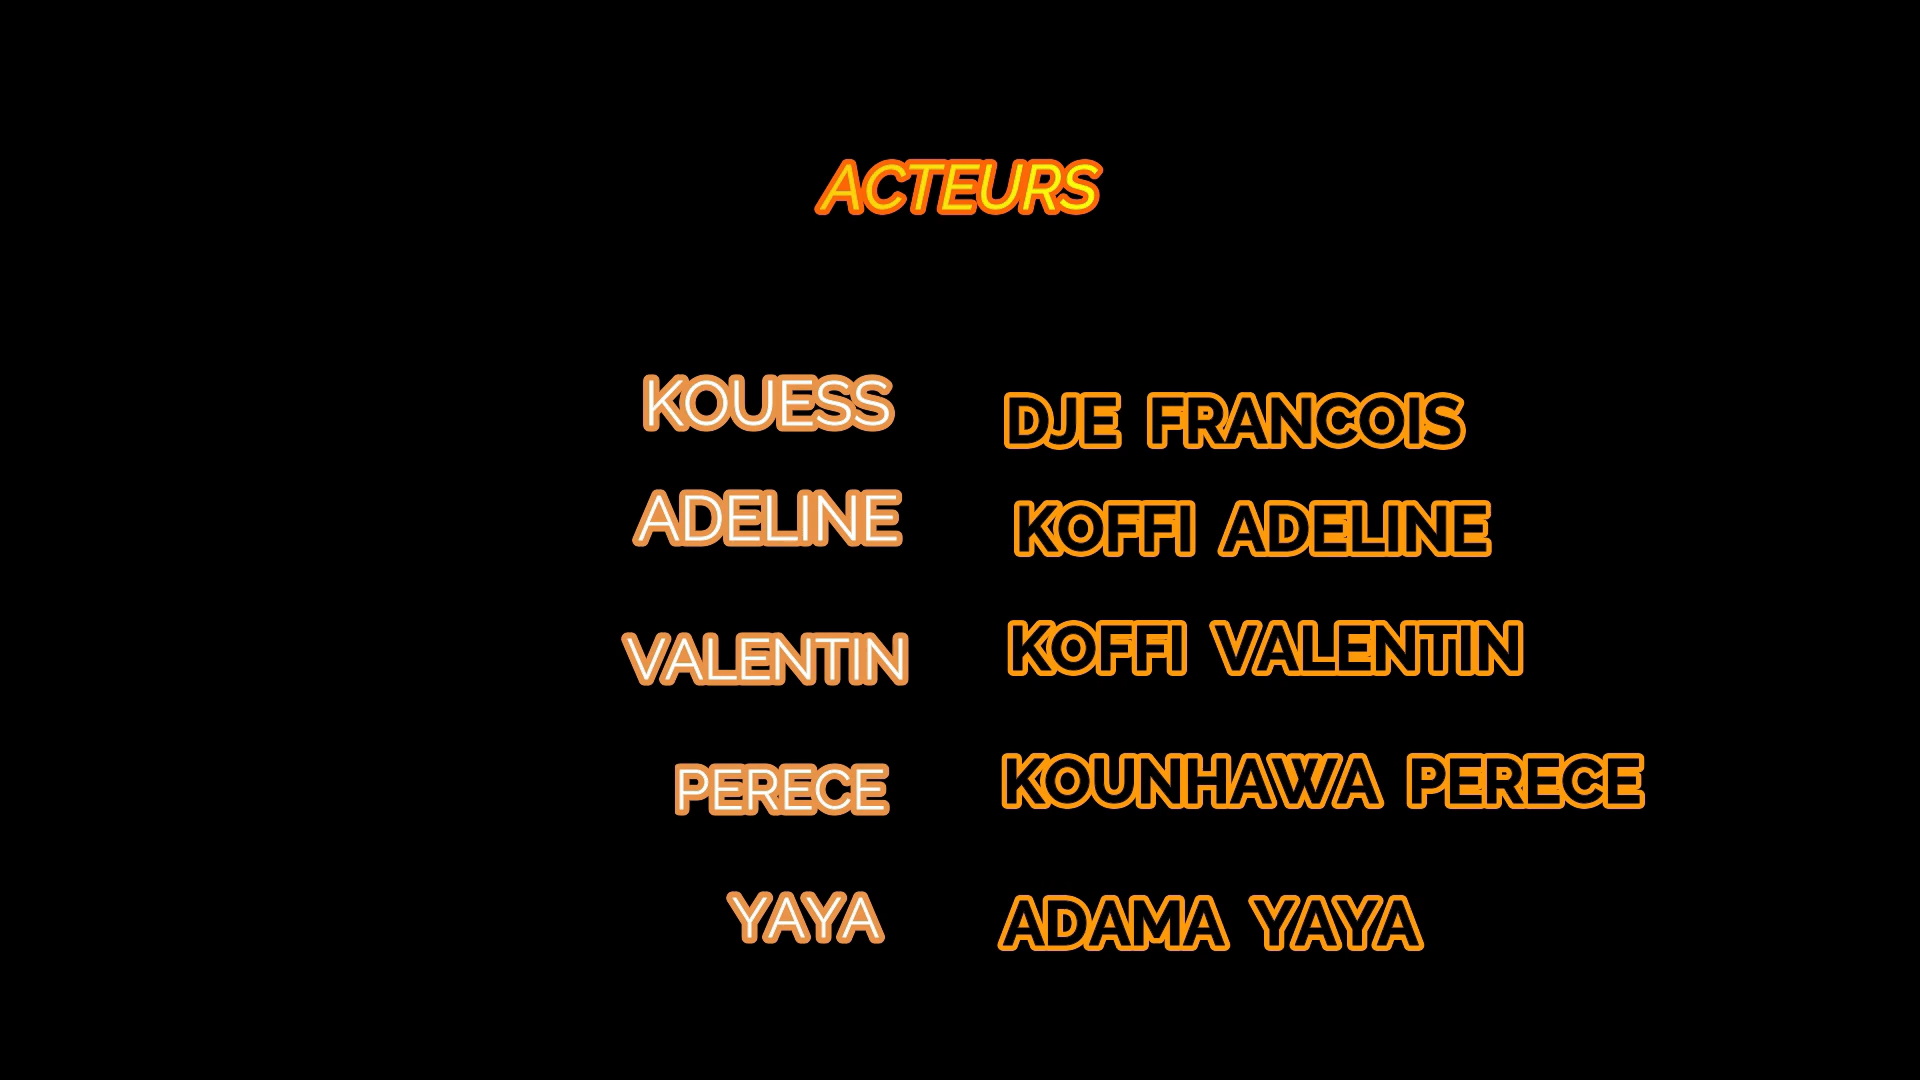 ACTEURS
KOUESS DJE FRANCOIS
ADELINE KOFFI ADELINE
VALENTIN KOFFI VALENTIN
PERECE KOUNHAWA PERECE
YAYA ADAMA YAYA